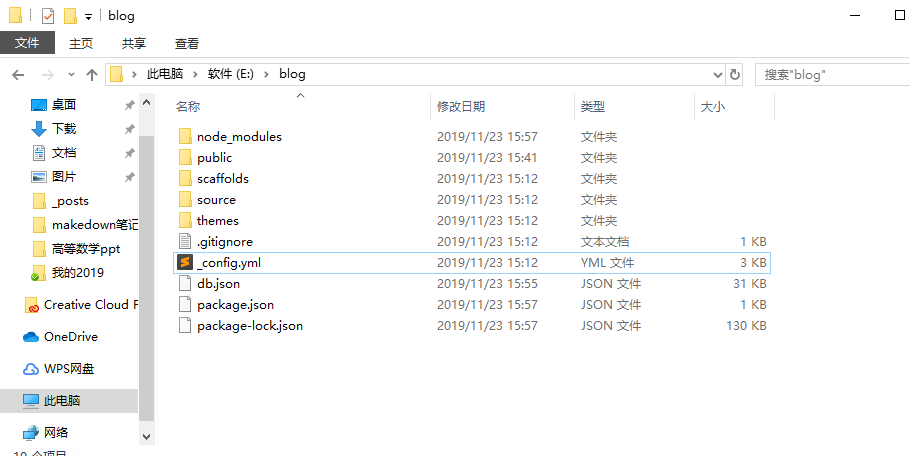 blog
文件 主页 共享 查看
此电脑 软件 (E:) blog 搜索"blog"
名称 修改日期 类型 大小
桌面
下载
文档
图片
_posts
makedown笔记
高等数学ppt
我的2019
Creative Cloud F
OneDrive
WPS网盘
此电脑
网络
node_modules 2019/11/23 15:57 文件夹
public 2019/11/23 15:41 文件夹
scaffolds 2019/11/23 15:12 文件夹
source 2019/11/23 15:12 文件夹
themes 2019/11/23 15:12 文件夹
.gitignore 2019/11/23 15:12 文本文档 1 KB
_config.yml 2019/11/23 15:12 YML 文件 3 KB
db.json 2019/11/23 15:55 JSON 文件 31 KB
package.json 2019/11/23 15:57 JSON 文件 1 KB
package-lock.json 2019/11/23 15:57 JSON 文件 130 KB
10 个项目